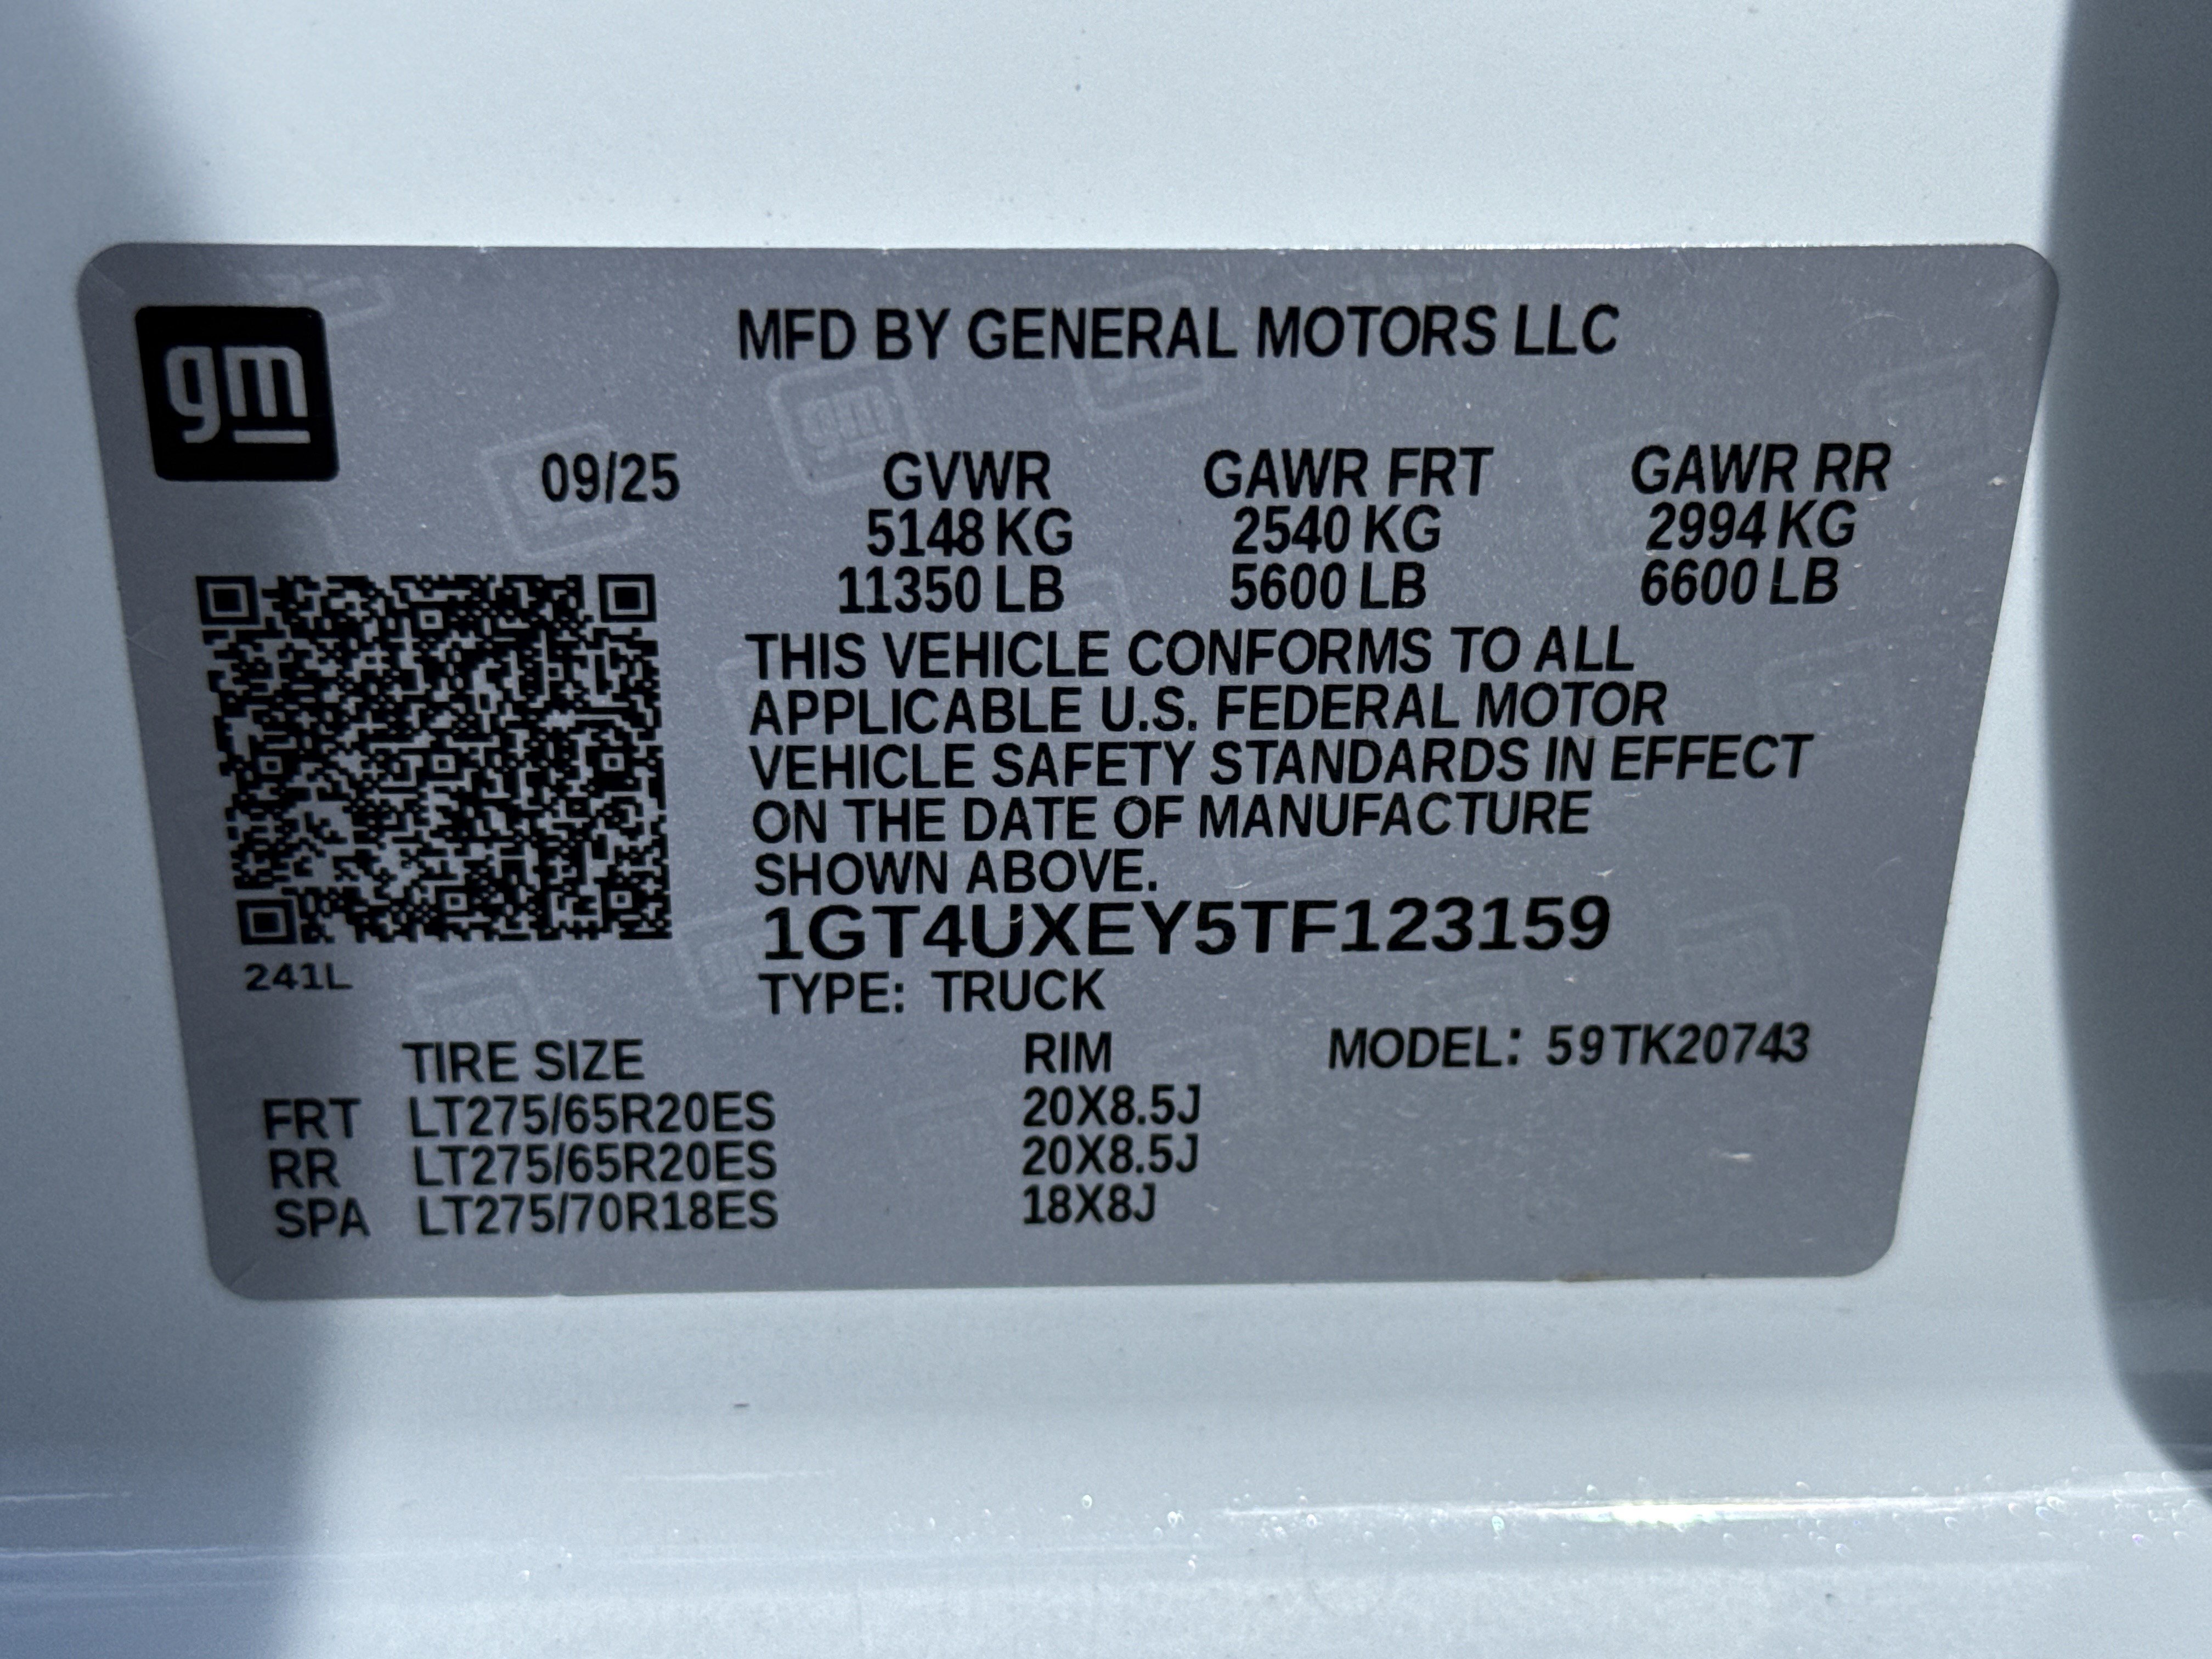 gm
MFD BY GENERAL MOTORS LLC
09/25 GVWR GAWR FRT GAWR RR
5148 KG 2540 KG 2994 KG
11350 LB 5600 LB 6600 LB
THIS VEHICLE CONFORMS TO ALL
APPLICABLE U.S. FEDERAL MOTOR
VEHICLE SAFETY STANDARDS IN EFFECT
ON THE DATE OF MANUFACTURE
SHOWN ABOVE.
1GT4UXEY5TF123159
241L
TYPE: TRUCK
TIRE SIZE RIM MODEL: 59TK20743
FRT LT275/65R20ES 20X8.5J
RR LT275/65R20ES 20X8.5J
SPA LT275/70R18ES 18X8J